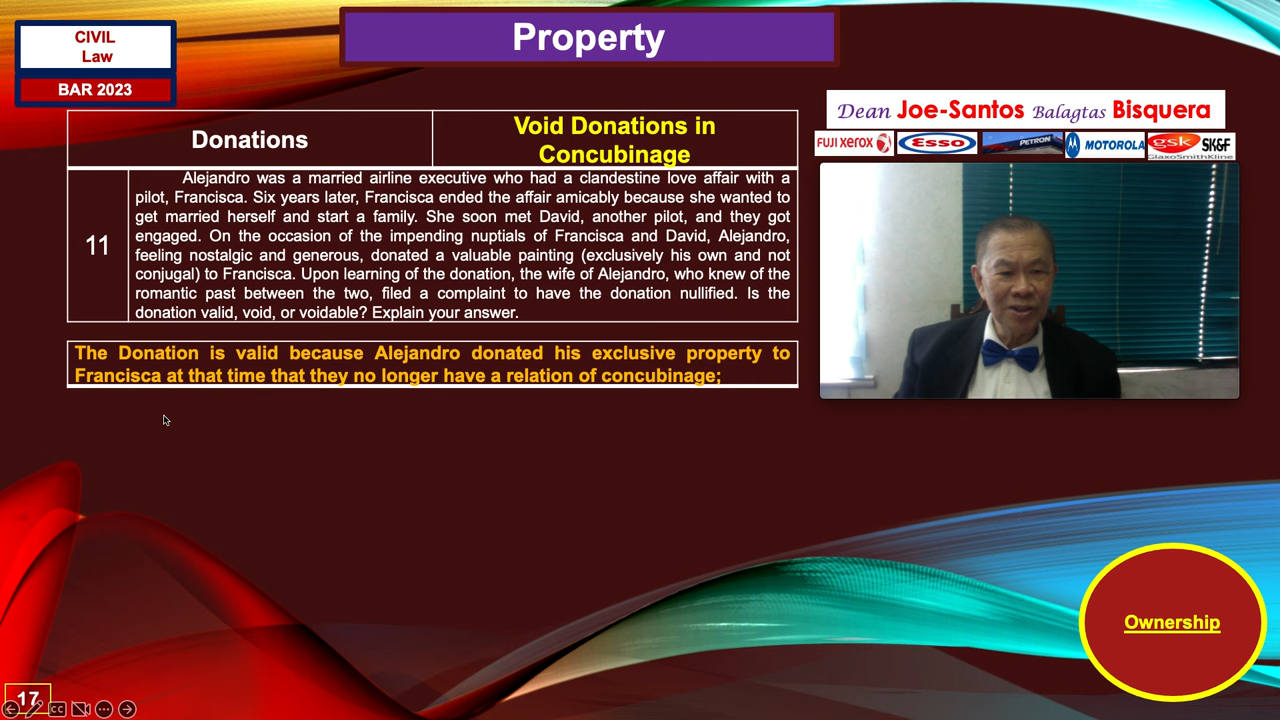 CIVIL
Law
BAR 2023
Property
Dean Joe-Santos Balagtas Bisquera
FUJI XEROX
ESSO
PETRON
MOTOROLA
gsk
SK&F
GlaxoSmithKline
Donations
Void Donations in
Concubinage
11
Alejandro was a married airline executive who had a clandestine love affair with a
pilot, Francisca. Six years later, Francisca ended the affair amicably because she wanted to
get married herself and start a family. She soon met David, another pilot, and they got
engaged. On the occasion of the impending nuptials of Francisca and David, Alejandro,
feeling nostalgic and generous, donated a valuable painting (exclusively his own and not
conjugal) to Francisca. Upon learning of the donation, the wife of Alejandro, who knew of the
romantic past between the two, filed a complaint to have the donation nullified. Is the
donation valid, void, or voidable? Explain your answer.
The Donation is valid because Alejandro donated his exclusive property to
Francisca at that time that they no longer have a relation of concubinage;
Ownership
17
CC